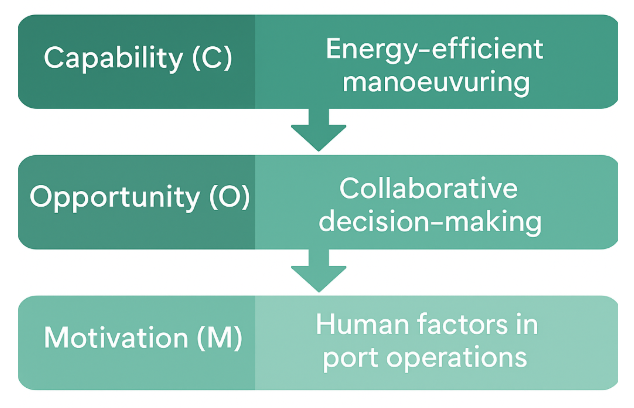 Capability (C)
Energy-efficient
manoeuvuring
Opportunity (O)
Collaborative
decision-making
Motivation (M)
Human factors in
port operations